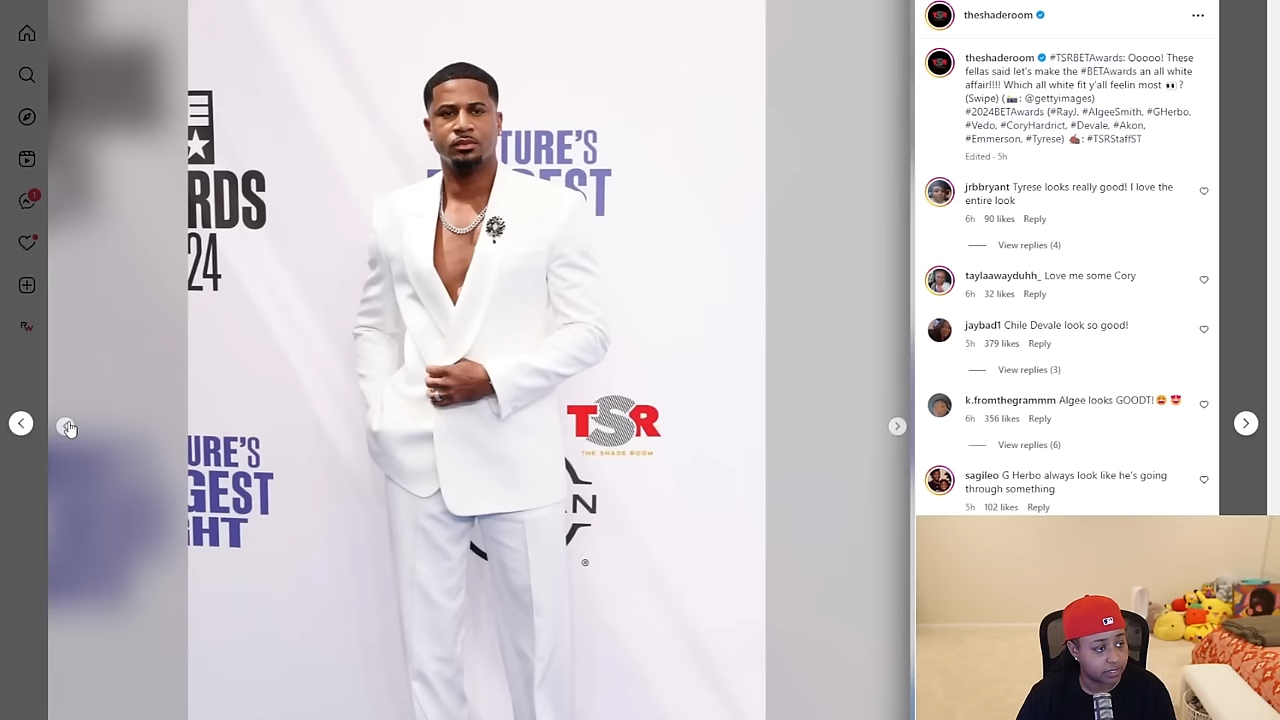 RDS
24
TURE'S
EST
URE'S
GEST
HT
TSR
THE SHADE ROOM
N
®
theshaderoom
theshaderoom #TSRBETAwards: Ooooo! These
fellas said let's make the #BETAwards an all white
affair!!!! Which all white fit y'all feelin most 👀?
(Swipe) (📸: @gettyimages)
#2024BETAwards (#RayJ, #AlgeeSmith, #GHerbo,
#Vedo, #CoryHardrict, #Devale, #Akon,
#Emmerson, #Tyrese) ✍🏾: #TSRStaffST
Edited · 5h
jrbbryant Tyrese looks really good! I love the
entire look
6h 90 likes Reply
View replies (4)
taylaawayduhh_ Love me some Cory
6h 32 likes Reply
jaybad1 Chile Devale look so good!
5h 379 likes Reply
View replies (3)
k.fromthegrammm Algee looks GOODT!🤩 😍
6h 356 likes Reply
View replies (6)
sagileo G Herbo always look like he's going
through something
5h 102 likes Reply
1
RW